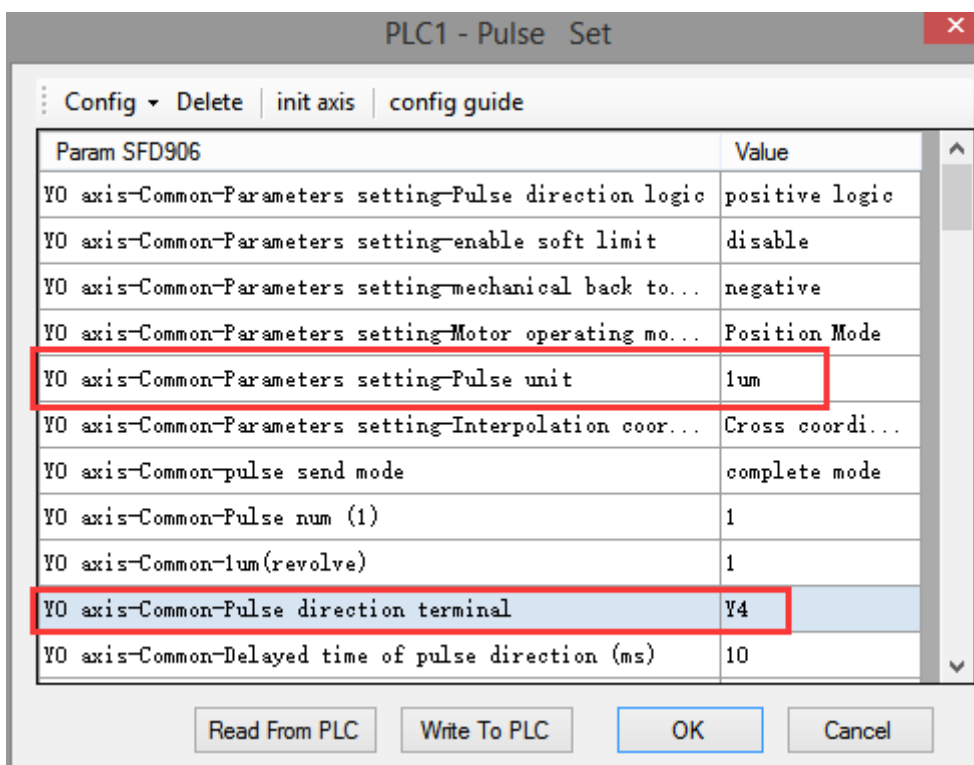 PLC1 - Pulse Set
Config Delete init axis config guide
Param SFD906 Value
Y0 axis-Common-Parameters setting-Pulse direction logic positive logic
Y0 axis-Common-Parameters setting-enable soft limit disable
Y0 axis-Common-Parameters setting-mechanical back to... negative
Y0 axis-Common-Parameters setting-Motor operating mo... Position Mode
Y0 axis-Common-Parameters setting-Pulse unit 1um
Y0 axis-Common-Parameters setting-Interpolation coor... Cross coordi...
Y0 axis-Common-pulse send mode complete mode
Y0 axis-Common-Pulse num (1) 1
Y0 axis-Common-1um(revolve) 1
Y0 axis-Common-Pulse direction terminal Y4
Y0 axis-Common-Delayed time of pulse direction (ms) 10
Read From PLC Write To PLC OK Cancel